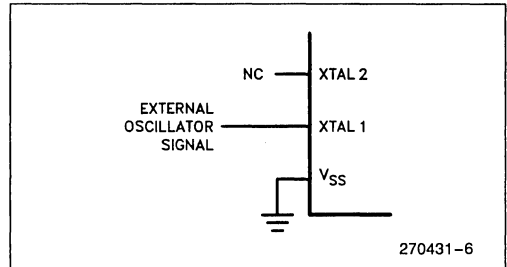 NC
XTAL 2
EXTERNAL
OSCILLATOR
SIGNAL
XTAL 1
VSS
270431-6